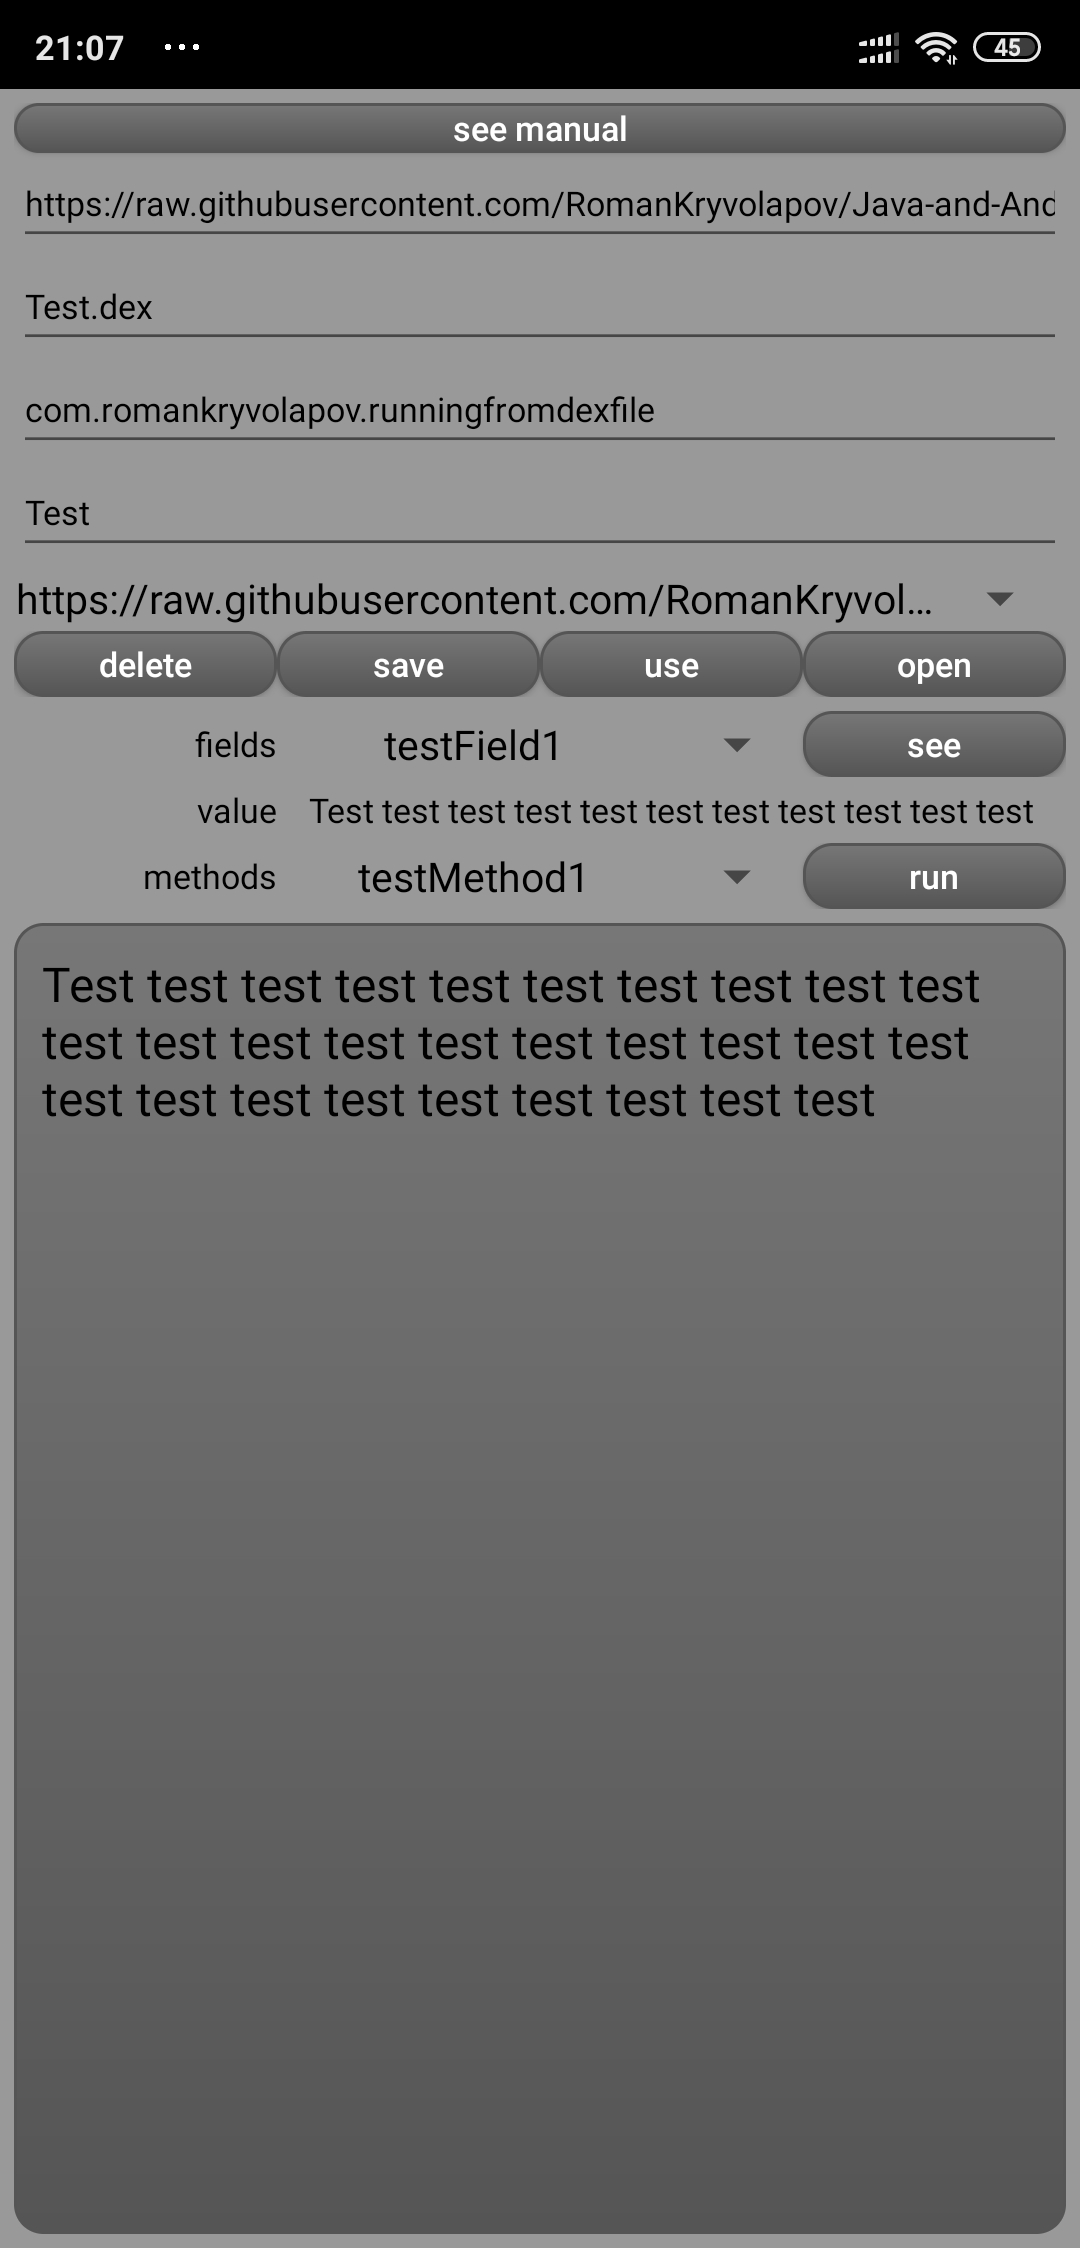 21:07 ... 45
see manual
https://raw.githubusercontent.com/RomanKryvolapov/Java-and-And
Test.dex
com.romankryvolapov.runningfromdexfile
Test
https://raw.githubusercontent.com/RomanKryvol...
delete save use open
fields testField1 see
value Test test test test test test test test test test test
methods testMethod1 run
Test test test test test test test test test test
test test test test test test test test test test
test test test test test test test test test